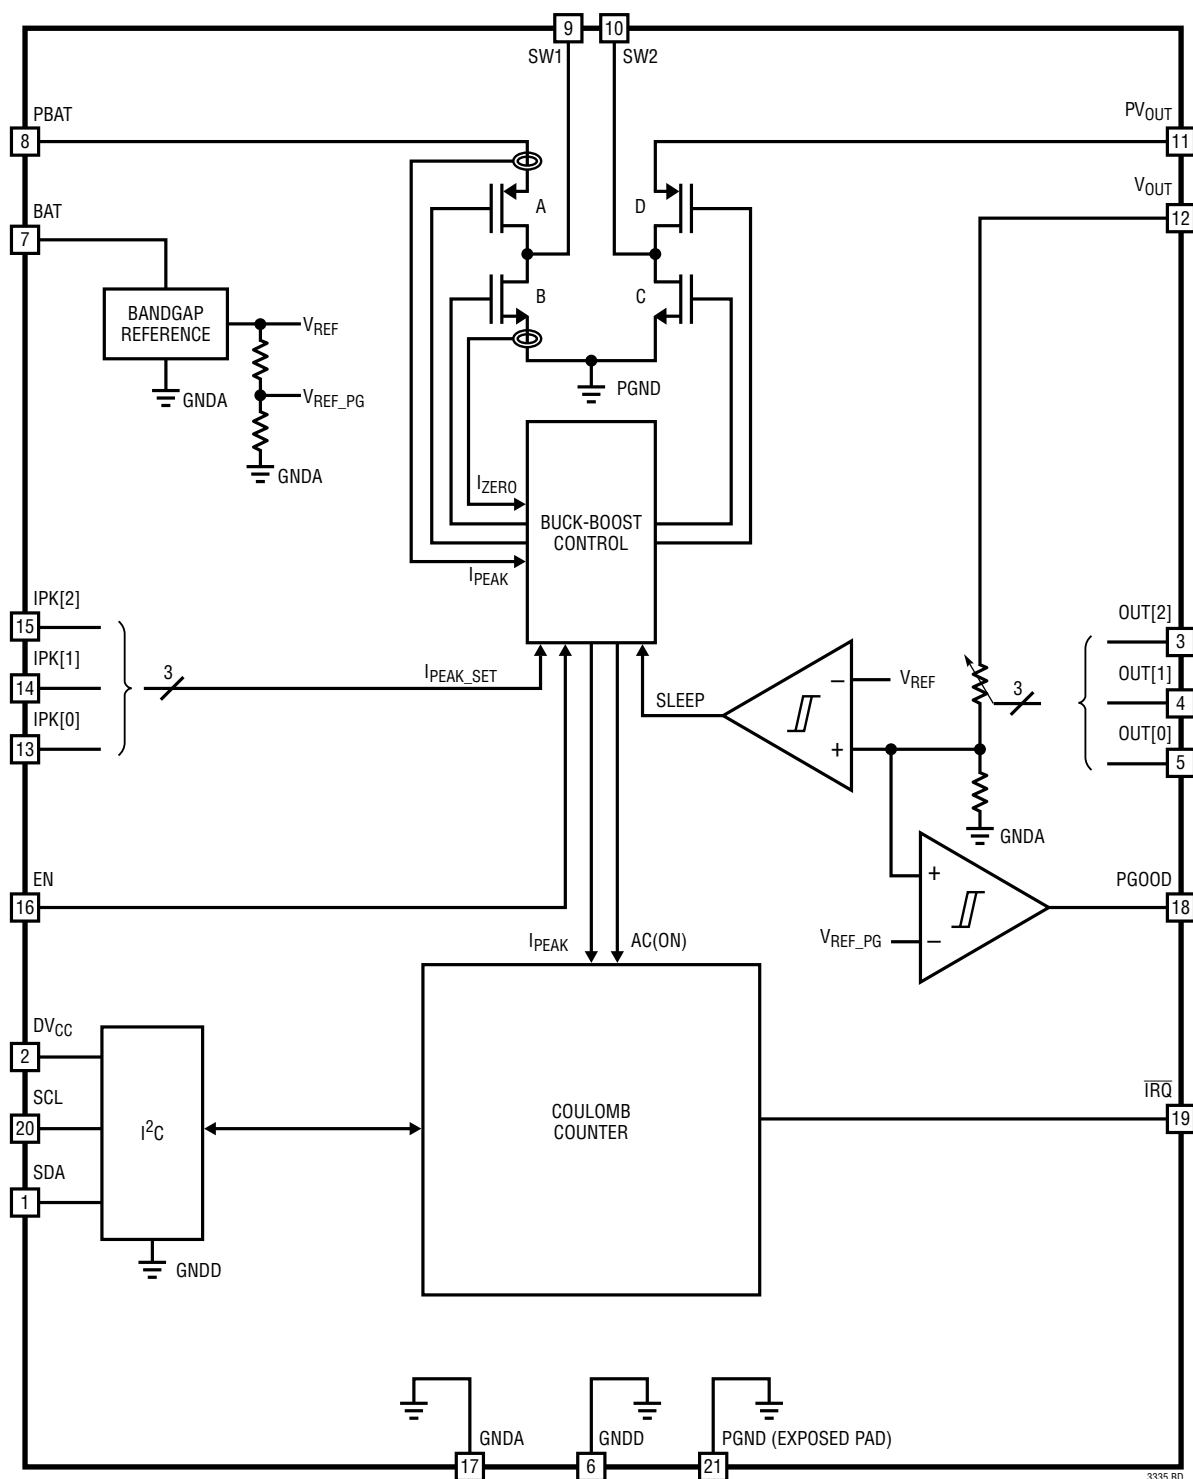 9
10
SW1
SW2
PBAT
8
PVOUT
11
BAT
7
VOUT
12
A
D
B
C
BANDGAP
REFERENCE
VREF
GNDA
VREF_PG
GNDA
PGND
IZERO
BUCK-BOOST
CONTROL
IPEAK
IPK[2]
15
IPK[1]
14
IPK[0]
13
3
IPEAK_SET
SLEEP
–
VREF
+
3
OUT[2]
3
OUT[1]
4
OUT[0]
5
GNDA
EN
16
+
VREF_PG
–
PGOOD
18
IPEAK
AC(ON)
DVCC
2
SCL
20
SDA
1
I2C
GNDD
COULOMB
COUNTER
IRQ
19
GNDA
17
GNDD
6
PGND (EXPOSED PAD)
21
3335 BD